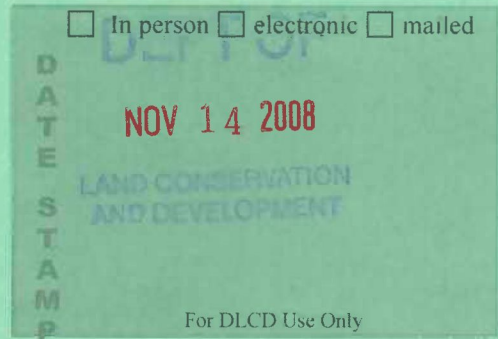 ☐ In person ☐ electronic ☐ mailed
DEPT OF
NOV 14 2008
LAND CONSERVATION
AND DEVELOPMENT
DATE STAMP
For DLCD Use Only